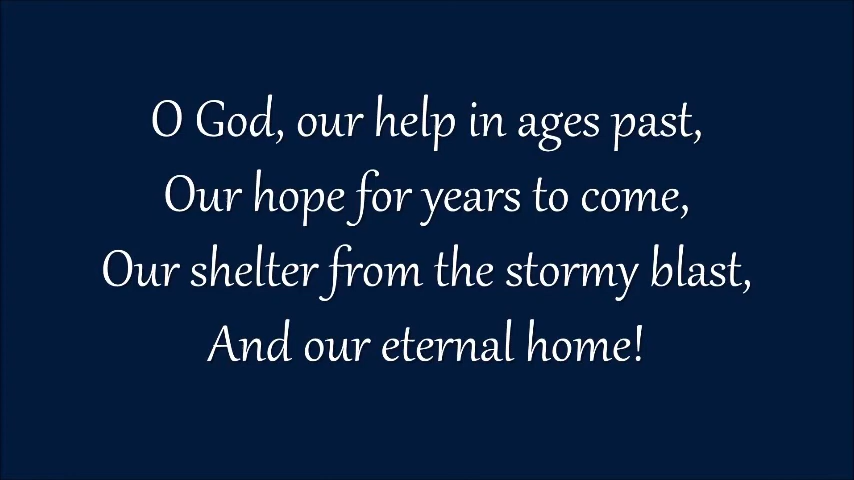 O God, our help in ages past,
Our hope for years to come,
Our shelter from the stormy blast,
And our eternal home!